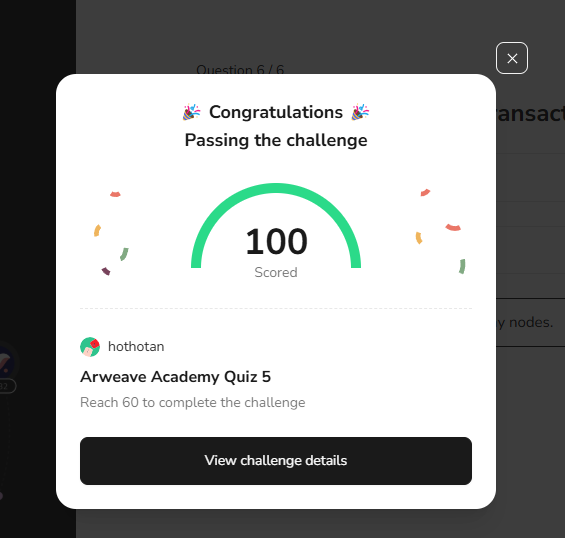 Question 6 / 6
ransact
🎉 Congratulations 🎉
Passing the challenge
100
Scored
y nodes.
hothotan
Arweave Academy Quiz 5
Reach 60 to complete the challenge
View challenge details